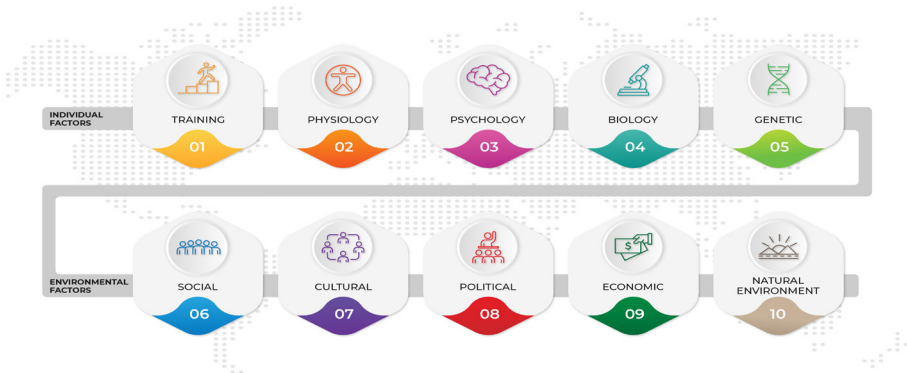 INDIVIDUAL
FACTORS
TRAINING
PHYSIOLOGY
PSYCHOLOGY
BIOLOGY
GENETIC
01
02
03
04
05
ENVIRONMENTAL
FACTORS
SOCIAL
CULTURAL
POLITICAL
ECONOMIC
NATURAL
ENVIRONMENT
06
07
08
09
10
$